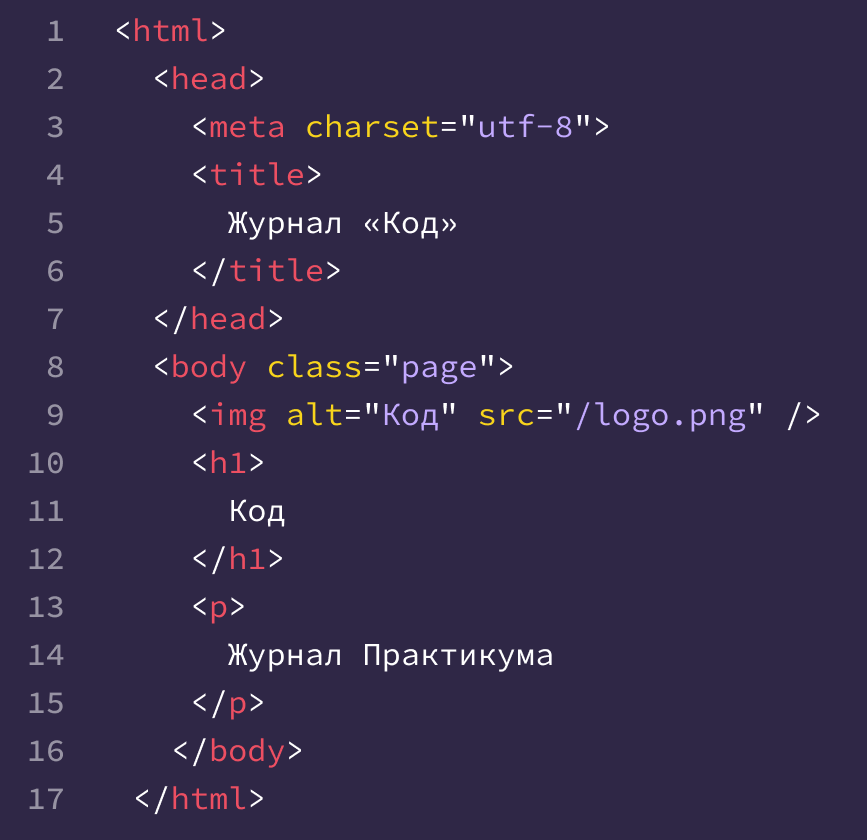 1 <html>
2 <head>
3 <meta charset="utf-8">
4 <title>
5 Журнал «Код»
6 </title>
7 </head>
8 <body class="page">
9 <img alt="Код" src="/logo.png" />
10 <h1>
11 Код
12 </h1>
13 <p>
14 Журнал Практикума
15 </p>
16 </body>
17 </html>